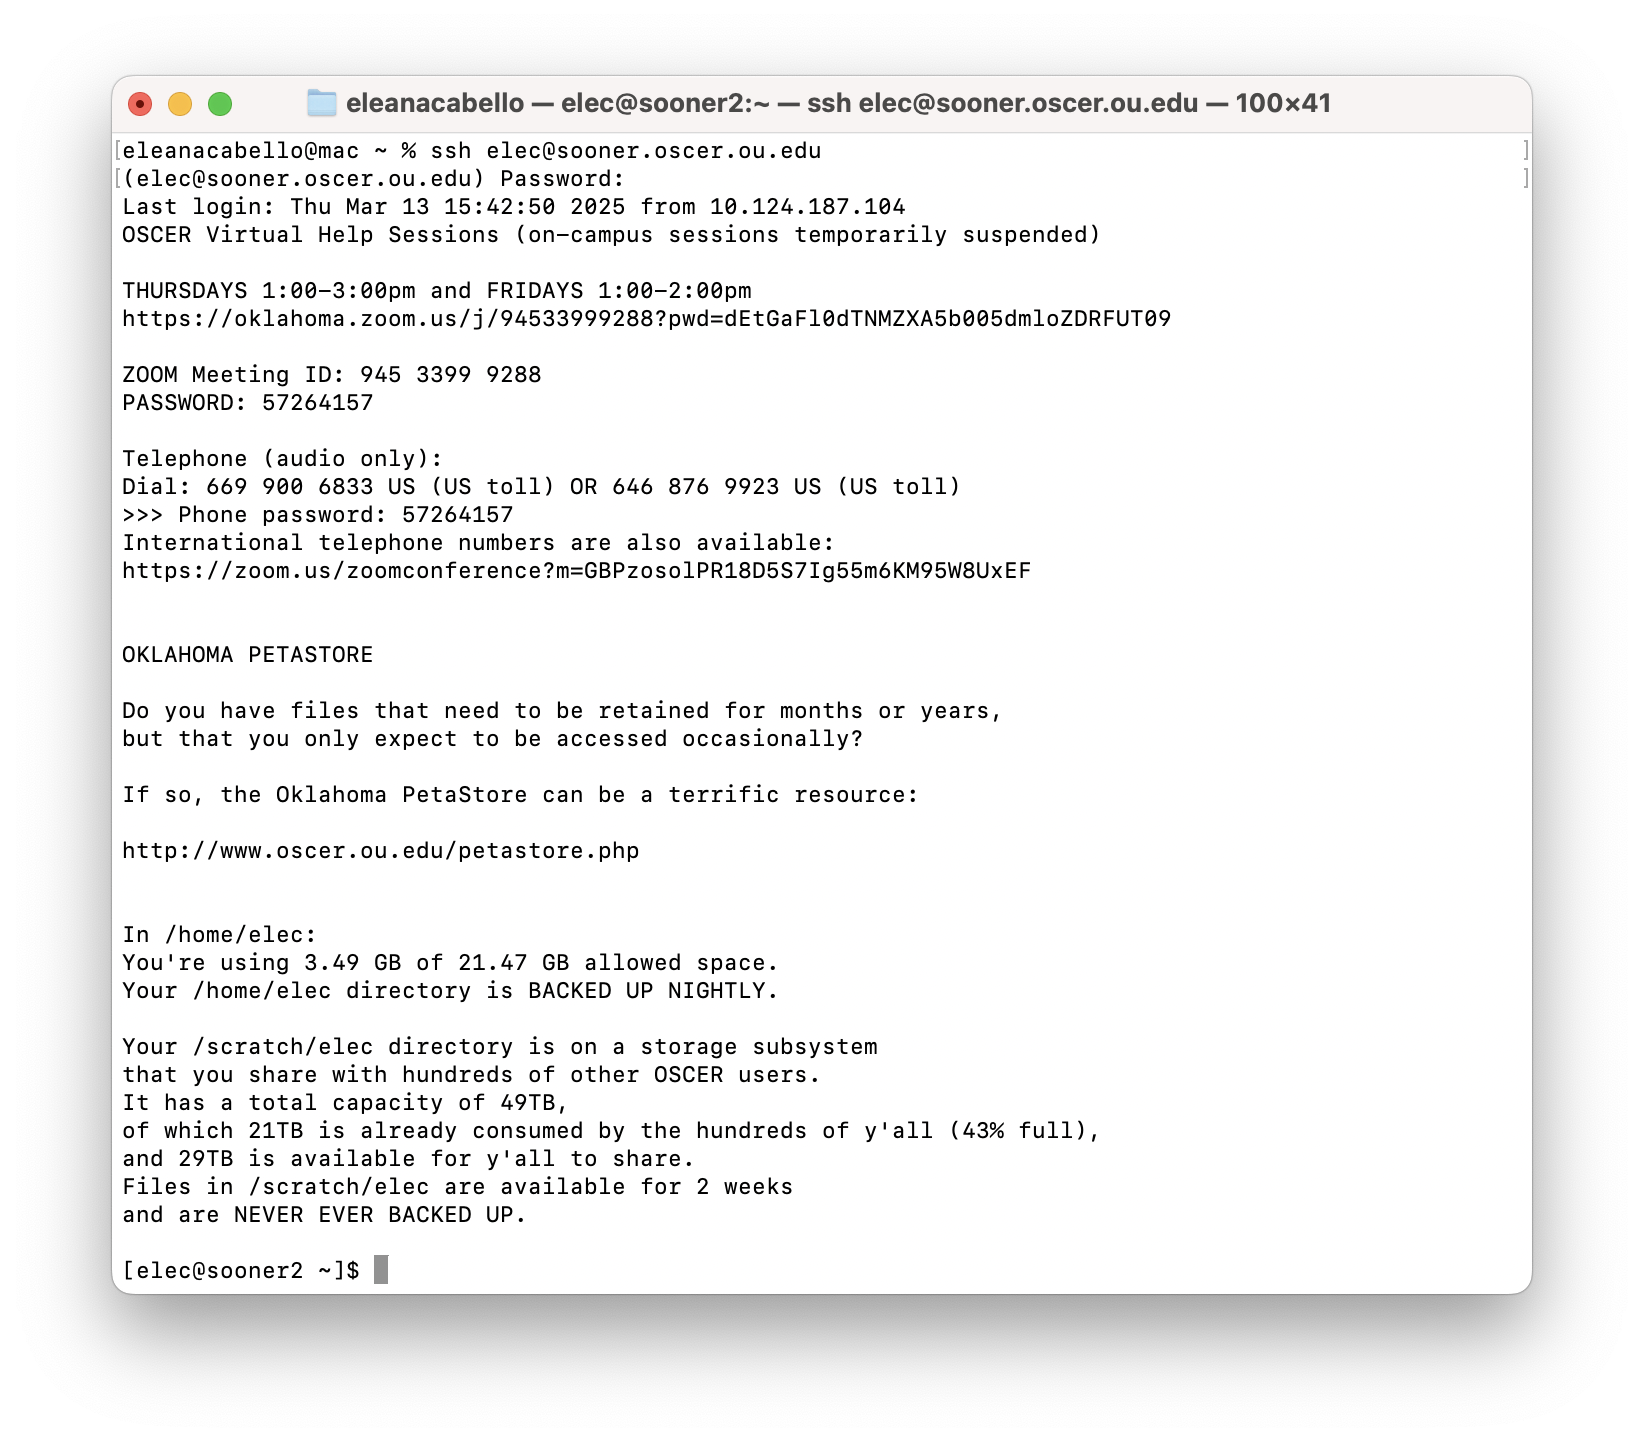 eleanacabello — elec@sooner2:~ — ssh elec@sooner.oscer.ou.edu — 100×41
[eleanacabello@mac ~ % ssh elec@sooner.oscer.ou.edu ]
[(elec@sooner.oscer.ou.edu) Password: ]
Last login: Thu Mar 13 15:42:50 2025 from 10.124.187.104
OSCER Virtual Help Sessions (on-campus sessions temporarily suspended)
THURSDAYS 1:00-3:00pm and FRIDAYS 1:00-2:00pm
https://oklahoma.zoom.us/j/94533999288?pwd=dEtGaFl0dTNMZXA5b005dmloZDRFUT09
ZOOM Meeting ID: 945 3399 9288
PASSWORD: 57264157
Telephone (audio only):
Dial: 669 900 6833 US (US toll) OR 646 876 9923 US (US toll)
>>> Phone password: 57264157
International telephone numbers are also available:
https://zoom.us/zoomconference?m=GBPzosolPR18D5S7Ig55m6KM95W8UxEF
OKLAHOMA PETASTORE
Do you have files that need to be retained for months or years,
but that you only expect to be accessed occasionally?
If so, the Oklahoma PetaStore can be a terrific resource:
http://www.oscer.ou.edu/petastore.php
In /home/elec:
You're using 3.49 GB of 21.47 GB allowed space.
Your /home/elec directory is BACKED UP NIGHTLY.
Your /scratch/elec directory is on a storage subsystem
that you share with hundreds of other OSCER users.
It has a total capacity of 49TB,
of which 21TB is already consumed by the hundreds of y'all (43% full),
and 29TB is available for y'all to share.
Files in /scratch/elec are available for 2 weeks
and are NEVER EVER BACKED UP.
[elec@sooner2 ~]$